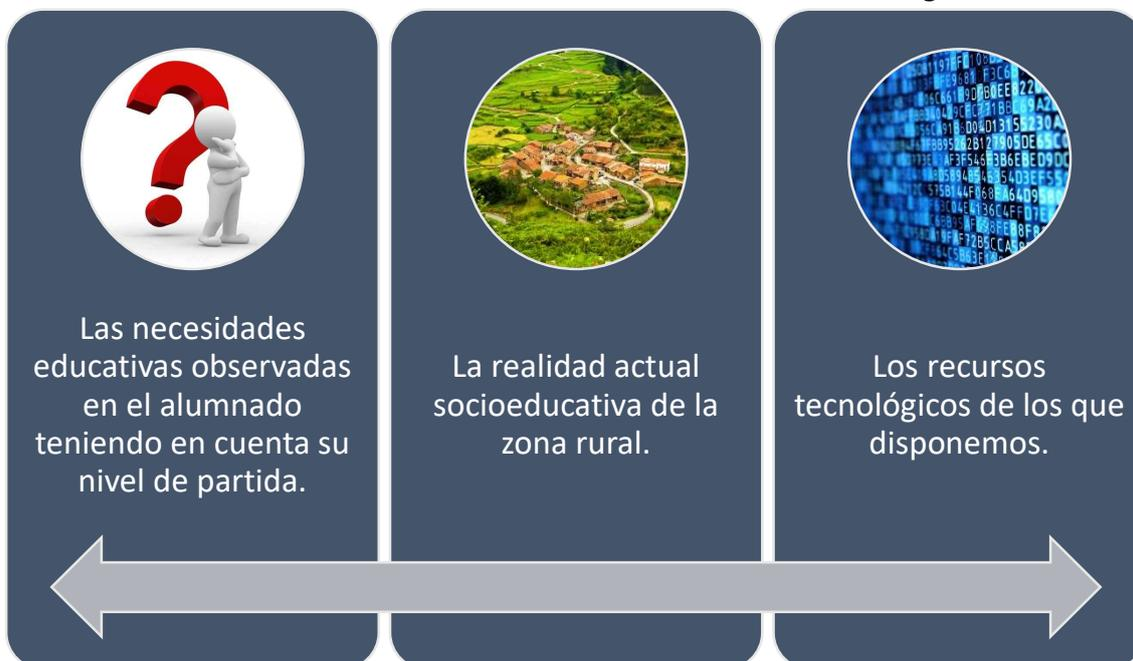 Las necesidades
educativas observadas
en el alumnado
teniendo en cuenta su
nivel de partida.
La realidad actual
socioeducativa de la
zona rural.
Los recursos
tecnológicos de los que
disponemos.